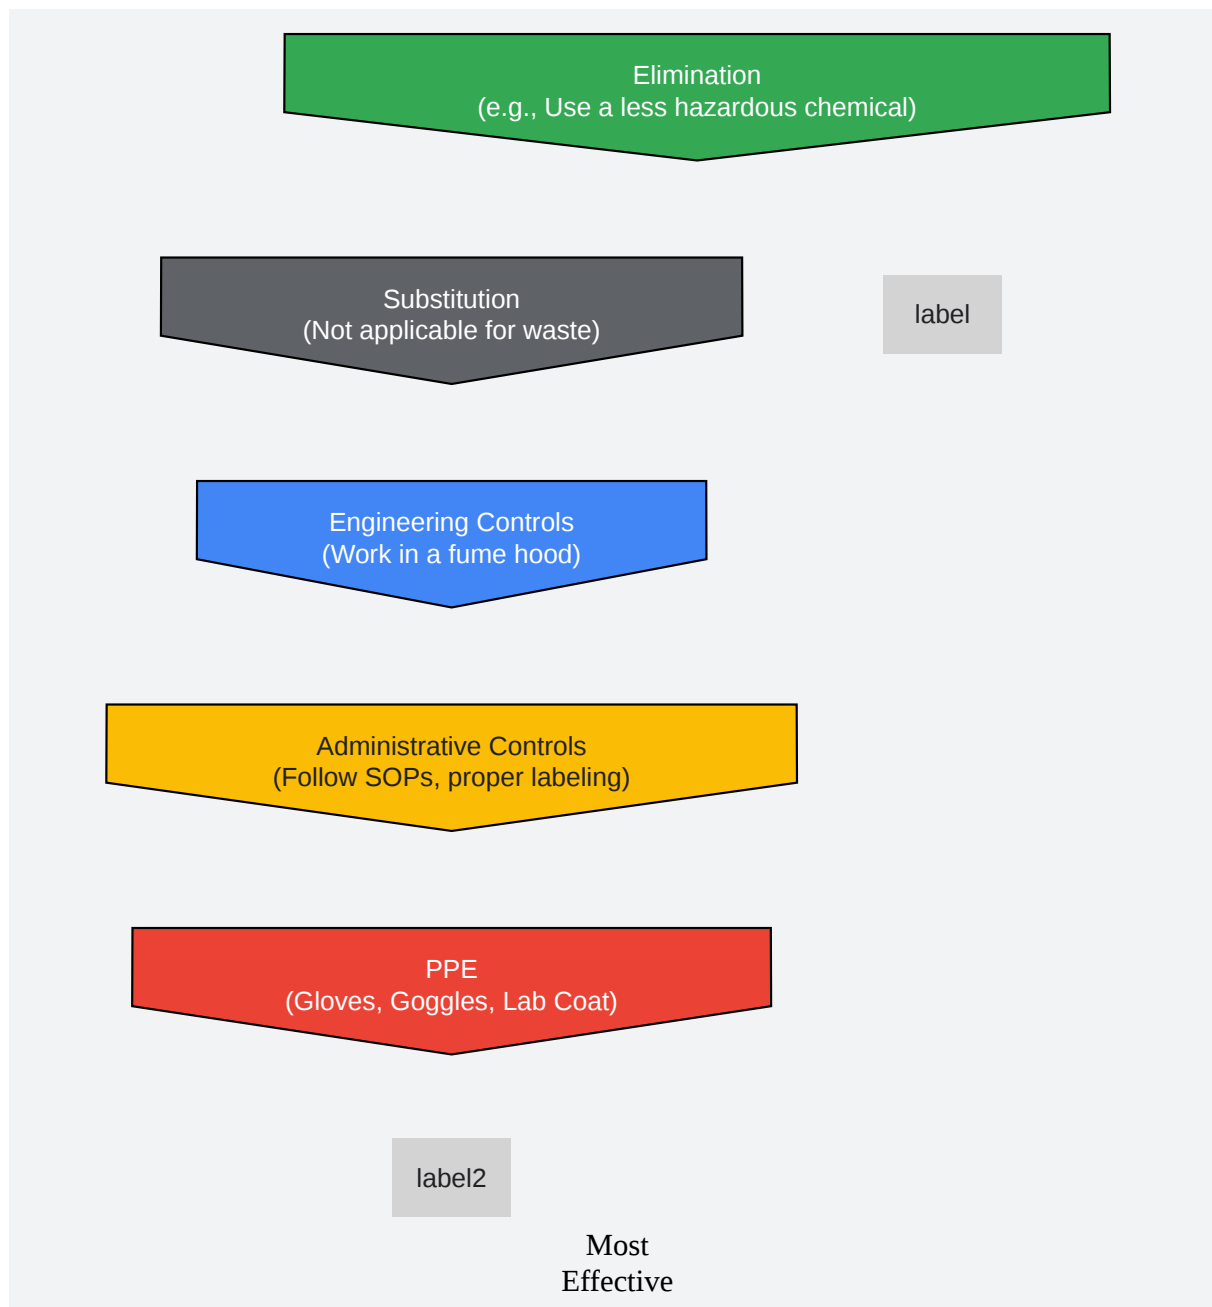 Elimination
(e.g., Use a less hazardous chemical)
Substitution
(Not applicable for waste)
label
Engineering Controls
(Work in a fume hood)
Administrative Controls
(Follow SOPs, proper labeling)
PPE
(Gloves, Goggles, Lab Coat)
label2
Most
Effective